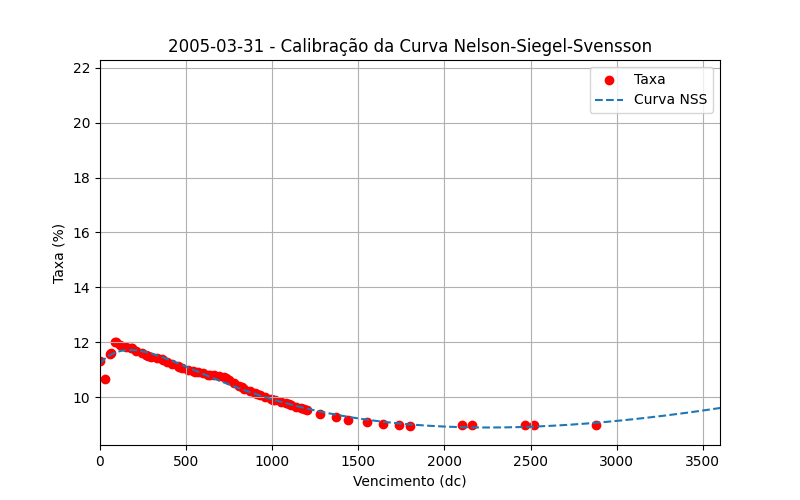 2005-03-31 - Calibração da Curva Nelson-Siegel-Svensson
Taxa
Curva NSS
Taxa (%)
22
20
18
16
14
12
10
0 500 1000 1500 2000 2500 3000 3500
Vencimento (dc)